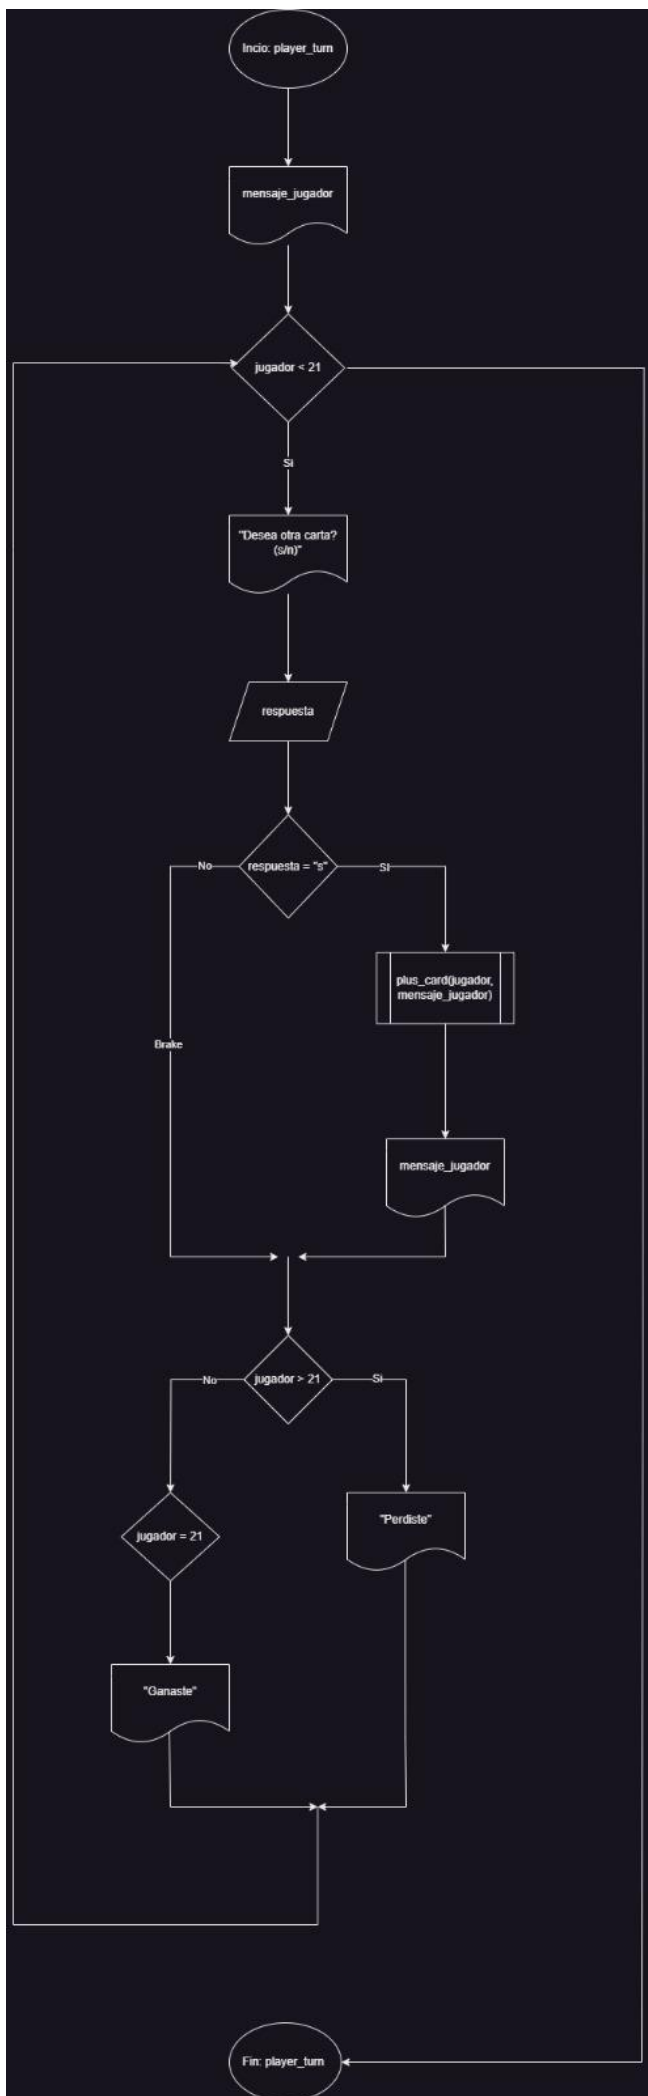 Incio: player_turn
mensaje_jugador
jugador < 21
Si
"Desea otra carta?
(s/n)"
respuesta
No
respuesta = "s"
SI
plus_card(jugador,
mensaje_jugador)
Brake
mensaje_jugador
No
jugador > 21
Si
"Perdiste"
jugador = 21
"Ganaste"
Fin: player_turn